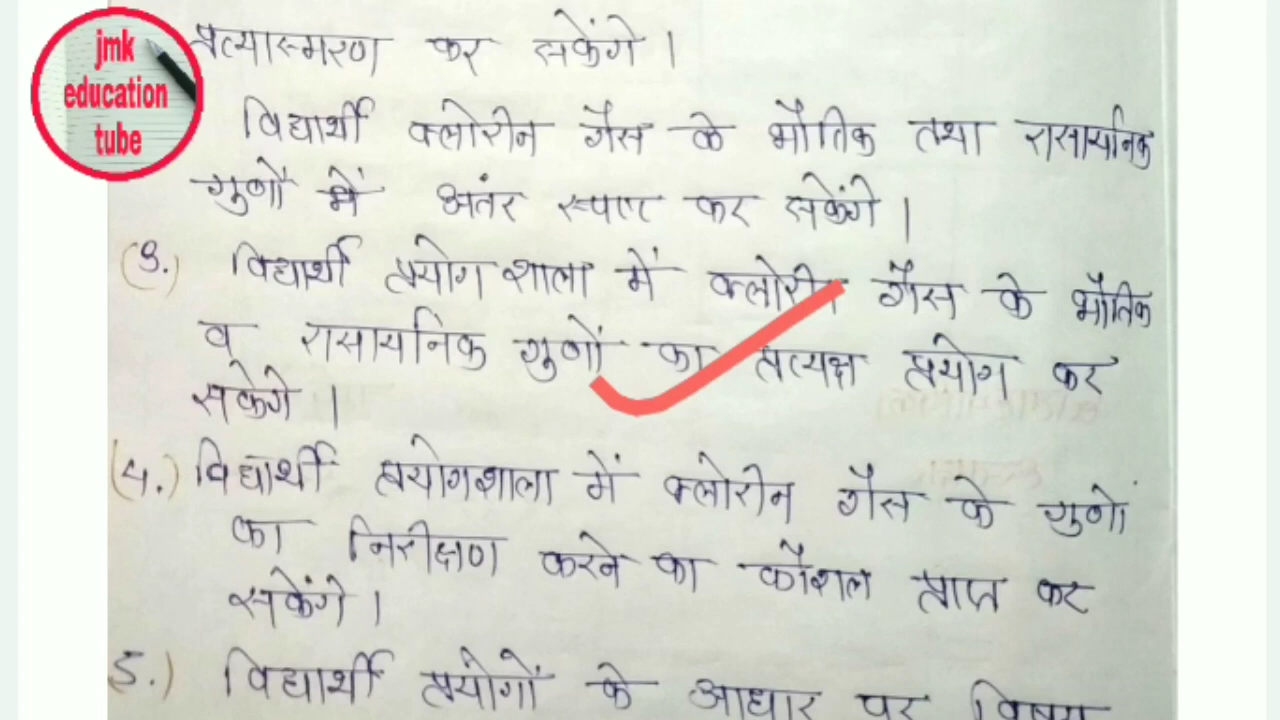 jmk
education
tube
प्रत्यास्मरण कर सकेंगे।
विद्यार्थी क्लोरीन गैस के भौतिक तथा रासायनिक
गुणों में अंतर स्पष्ट कर सकेंगे।
(3.) विद्यार्थी प्रयोगशाला में क्लोरीन गैस के भौतिक
व रासायनिक गुणों का प्रत्यक्ष प्रयोग कर
सकेगे।
(4.) विद्यार्थी प्रयोगशाला में क्लोरीन गैस के गुणों
का निरीक्षण करने का कौशल प्राप्त कर
सकेंगे।
5.) विद्यार्थी प्रयोगों के आधार पर विषय